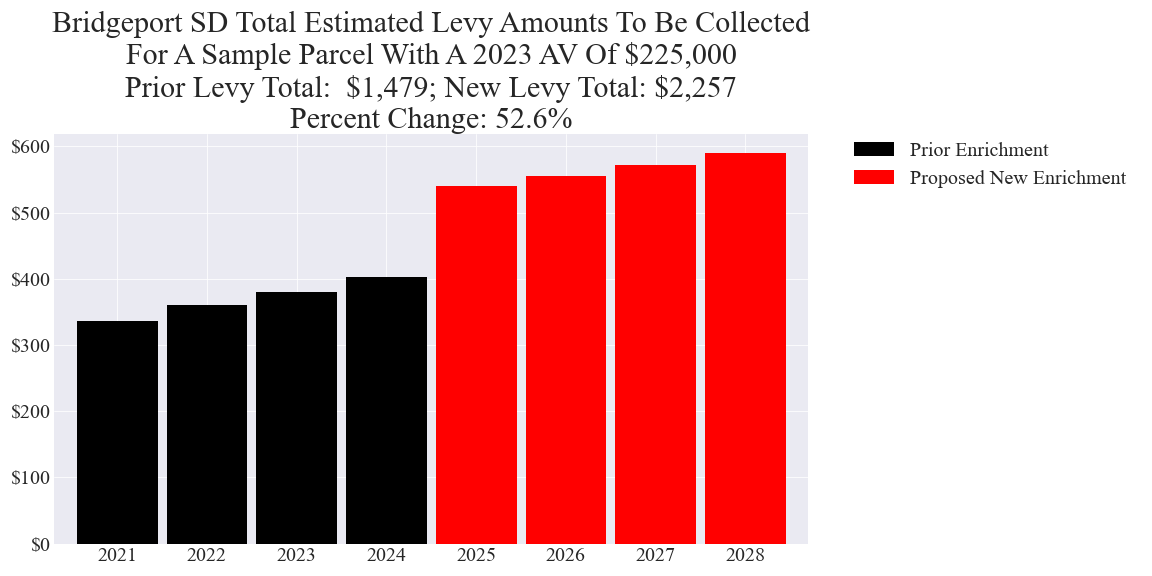 Bridgeport SD Total Estimated Levy Amounts To Be Collected
For A Sample Parcel With A 2023 AV Of $225,000
Prior Levy Total:  $1,479; New Levy Total: $2,257
Percent Change: 52.6%
$600
$500
$400
$300
$200
$100
$0
2021 2022 2023 2024 2025 2026 2027 2028
Prior Enrichment
Proposed New Enrichment